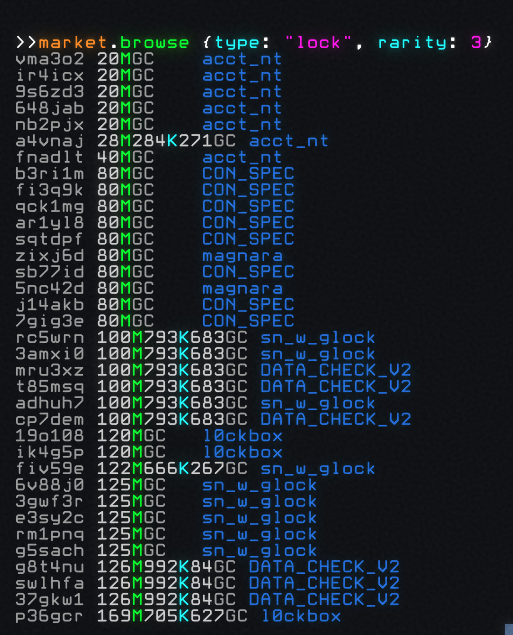 >>market.browse {type: "lock", rarity: 3}
vma3o2 20MGC acct_nt
ir4icx 20MGC acct_nt
9s6zd3 20MGC acct_nt
648jab 20MGC acct_nt
nb2pjx 20MGC acct_nt
a4vnaj 28M284K271GC acct_nt
fnadlt 40MGC acct_nt
b3ri1m 80MGC CON_SPEC
fi3q9k 80MGC CON_SPEC
qck1mg 80MGC CON_SPEC
ar1yl8 80MGC CON_SPEC
sqtdpf 80MGC CON_SPEC
zixj6d 80MGC magnara
sb77id 80MGC CON_SPEC
5nc42d 80MGC magnara
j14akb 80MGC CON_SPEC
7gig3e 80MGC CON_SPEC
rc5wrn 100M793K683GC sn_w_glock
3amxi0 100M793K683GC sn_w_glock
mru3xz 100M793K683GC DATA_CHECK_V2
t85msq 100M793K683GC DATA_CHECK_V2
adhuh7 100M793K683GC sn_w_glock
cp7dem 100M793K683GC DATA_CHECK_V2
19o108 120MGC l0ckbox
ik4g5p 120MGC l0ckbox
fiv59e 122M666K267GC sn_w_glock
6v88j0 125MGC sn_w_glock
3gwf3r 125MGC sn_w_glock
e3sy2c 125MGC sn_w_glock
rm1pnq 125MGC sn_w_glock
g5sach 125MGC sn_w_glock
g8t4nu 126M992K84GC DATA_CHECK_V2
swlhfa 126M992K84GC DATA_CHECK_V2
37gkw1 126M992K84GC DATA_CHECK_V2
p36gcr 169M705K627GC l0ckbox